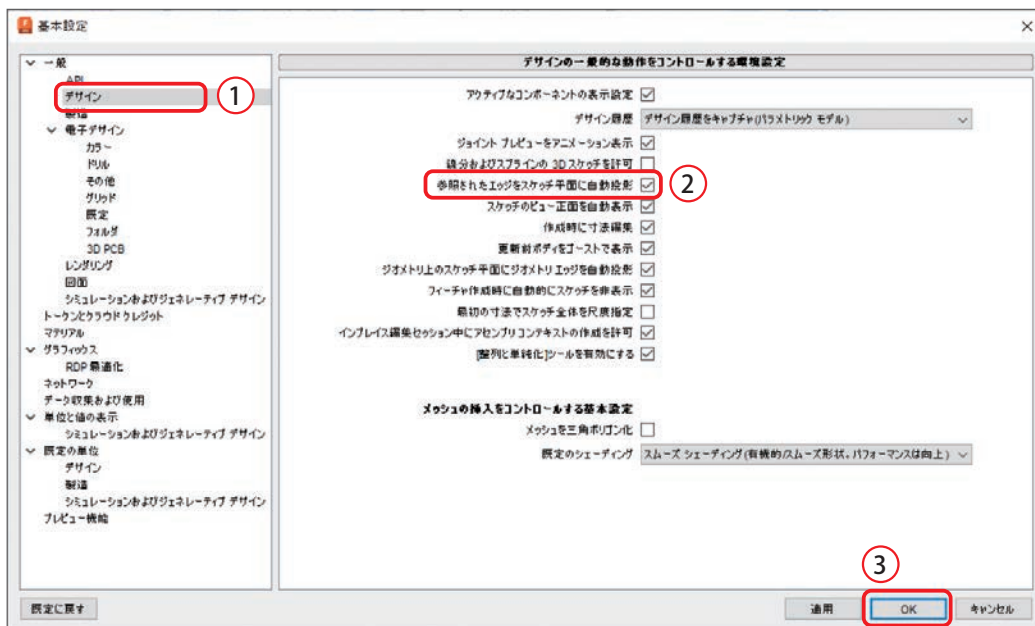 基本設定
一般
API
デザイン
①
製造
電子デザイン
カラー
ドリル
その他
グリッド
既定
フォルダ
3D PCB
レンダリング
図面
シミュレーションおよびジェネレーティブ デザイン
トークンとクラウド クレジット
マテリアル
グラフィックス
RDP 最適化
ネットワーク
データ収集および使用
単位と値の表示
シミュレーションおよびジェネレーティブ デザイン
既定の単位
デザイン
製造
シミュレーションおよびジェネレーティブ デザイン
プレビュー機能
デザインの一般的な動作をコントロールする環境設定
アクティブなコンポーネントの表示設定
デザイン履歴 デザイン履歴をキャプチャ(パラメトリック モデル)
ジョイント プレビューをアニメーション表示
線分およびスプラインの 3D スケッチを許可
参照されたエッジをスケッチ平面に自動投影 ②
スケッチのビュー正面を自動表示
作成時に寸法編集
更新前ボディをゴーストで表示
ジオメトリ上のスケッチ平面にジオメトリ エッジを自動投影
フィーチャ作成時に自動的にスケッチを非表示
最初の寸法でスケッチ全体を尺度指定
インプレイス編集セッション中にアセンブリ コンテキストの作成を許可
[整列と単純化]ツールを有効にする
メッシュの挿入をコントロールする基本設定
メッシュを三角ポリゴン化
既定のシェーディング スムーズ シェーディング(有機的/スムーズ形状、パフォーマンスは向上)
③
既定に戻す 適用 OK キャンセル